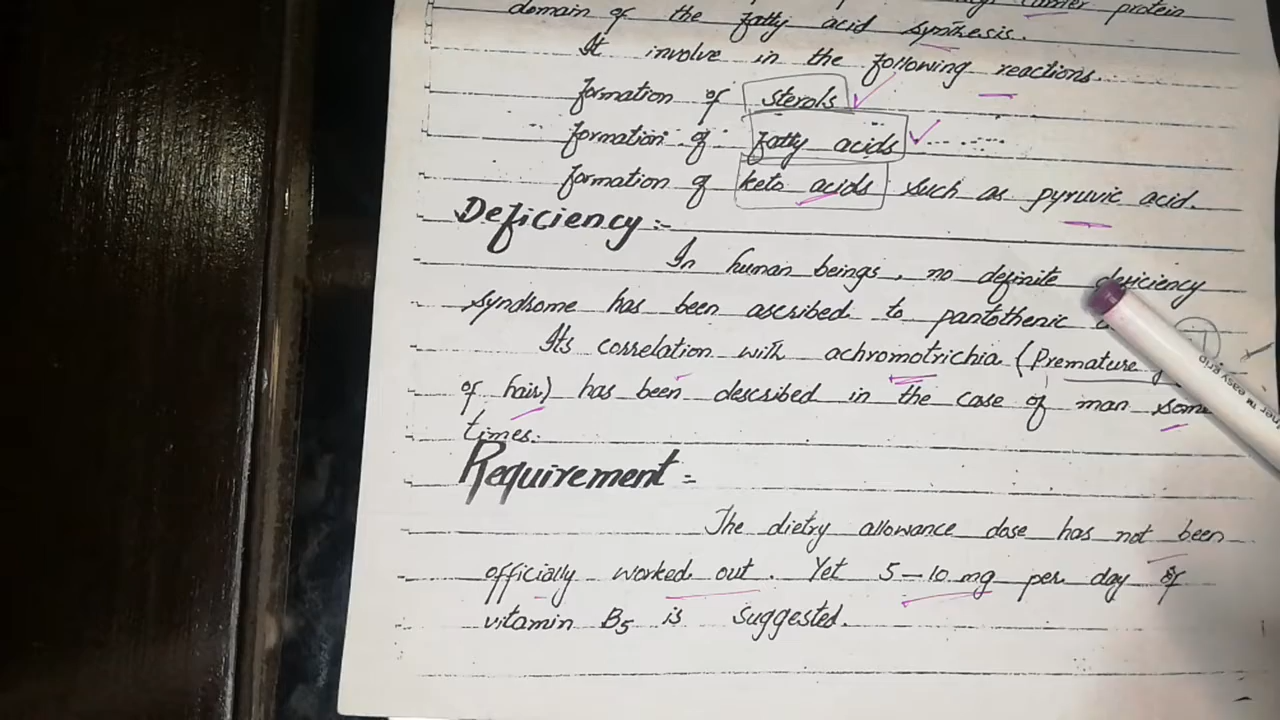 carrier protein
domain of the fatty acid synthesis.
It involve in the following reactions.
formation of sterols
formation of fatty acids
formation of keto acids such as pyruvic acid.
Deficiency:-
In human beings, no definite deficiency
syndrome has been ascribed to pantothenic
Its correlation with achromotrichia (Premature
of hair) has been described in the case of man some
times.
Requirement :-
The dietry allowance dose has not been
officially worked out. Yet 5-10 mg per day of
vitamin B5 is suggested.